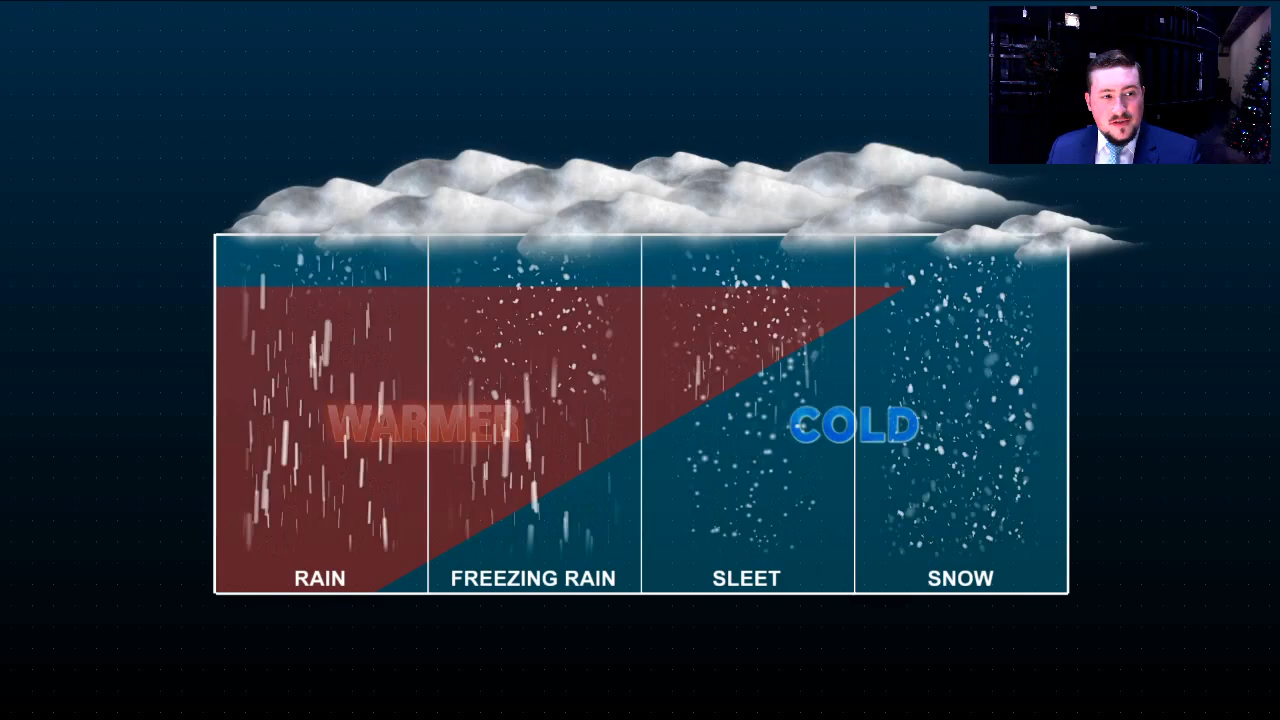 WARMER
COLD
RAIN
FREEZING RAIN
SLEET
SNOW